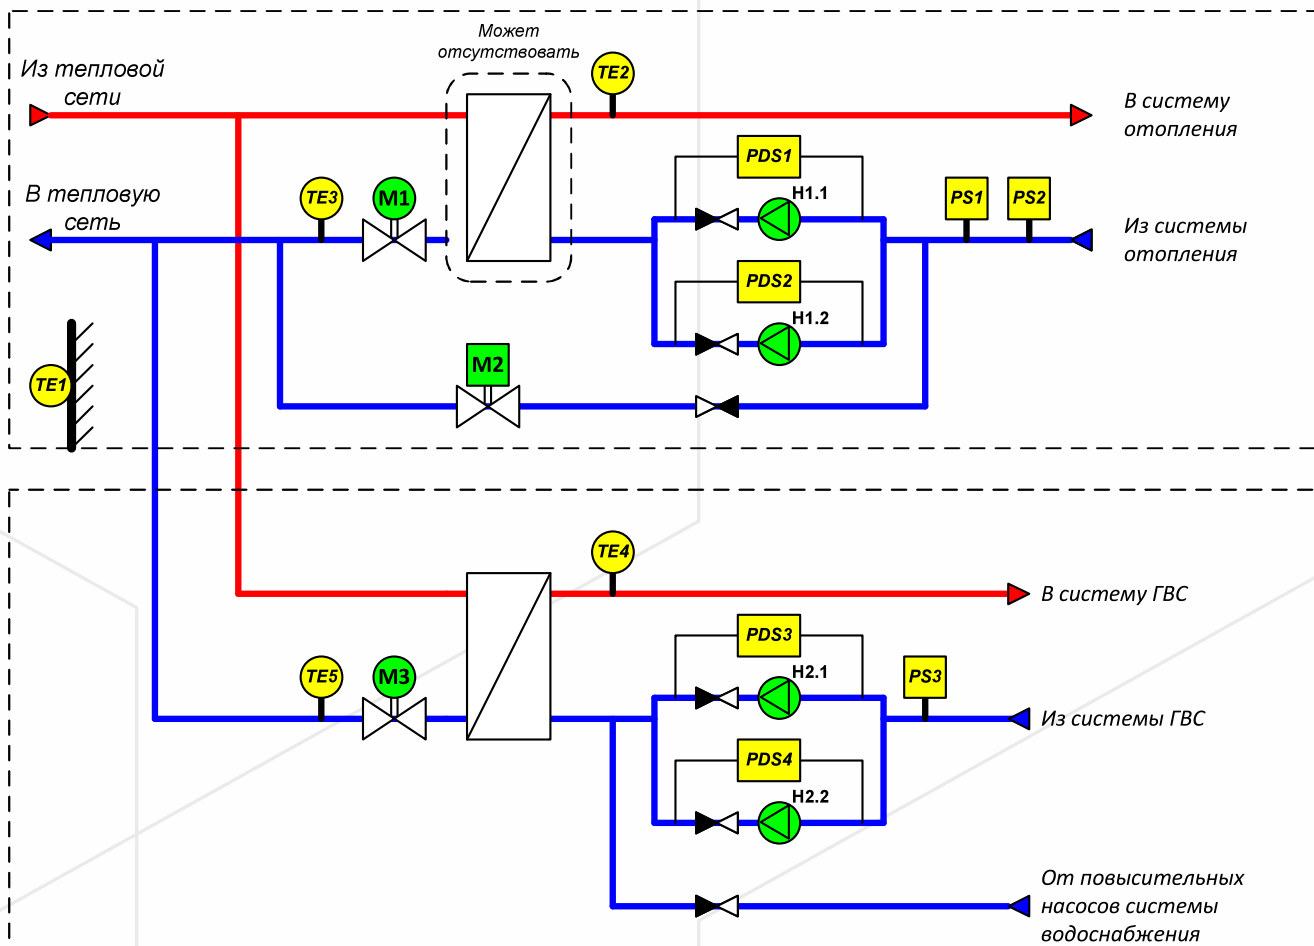 Может
отсутствовать
Из тепловой
сети
TE2
В систему
отопления
PDS1
В тепловую
сеть
TE3
M1
H1.1
PS1
PS2
Из системы
отопления
PDS2
H1.2
M2
TE1
TE4
В систему ГВС
PDS3
TE5
M3
H2.1
PS3
Из системы ГВС
PDS4
H2.2
От повысительных
насосов системы
водоснабжения